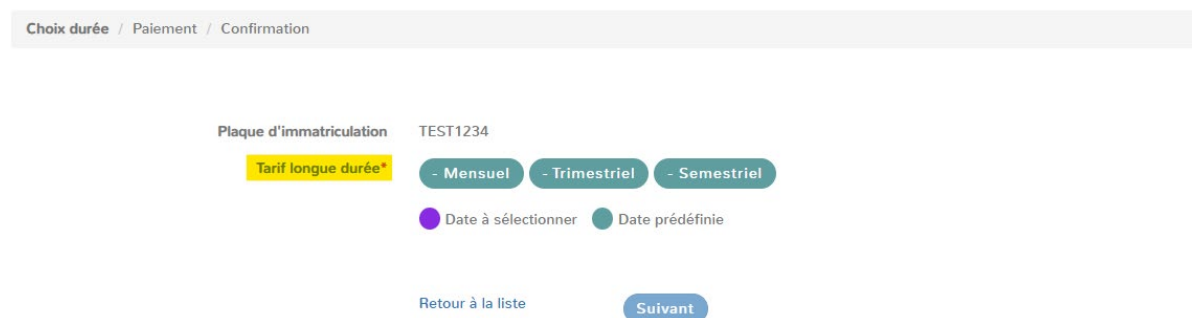 Choix durée / Paiement / Confirmation
Plaque d'immatriculation TEST1234
Tarif longue durée* - Mensuel - Trimestriel - Semestriel
Date à sélectionner Date prédéfinie
Retour à la liste Suivant